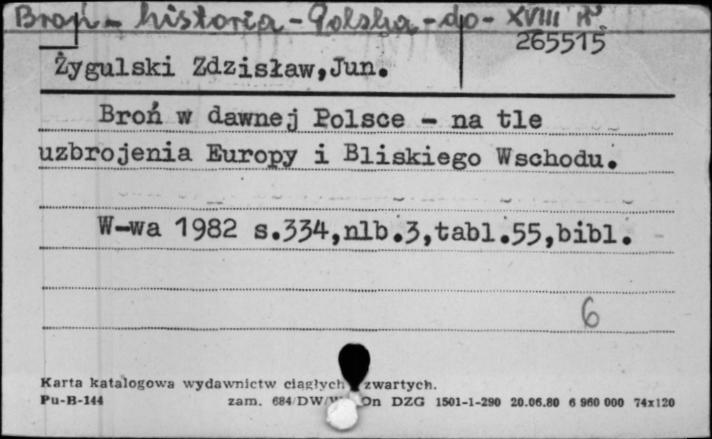 Broń - historia - Polska - do - XVIII w.
265515
Żygulski Zdzisław,Jun.
Broń w dawnej Polsce - na tle
uzbrojenia Europy i Bliskiego Wschodu.
W-wa 1982 s.334,nlb.3,tabl.55,bibl.
6
Karta katalogowa wydawnictw ciągłych zwartych.
Pu-B-144 zam. 684/DW/ On DZG 1501-1-290 20.06.80 6 960 000 74x120